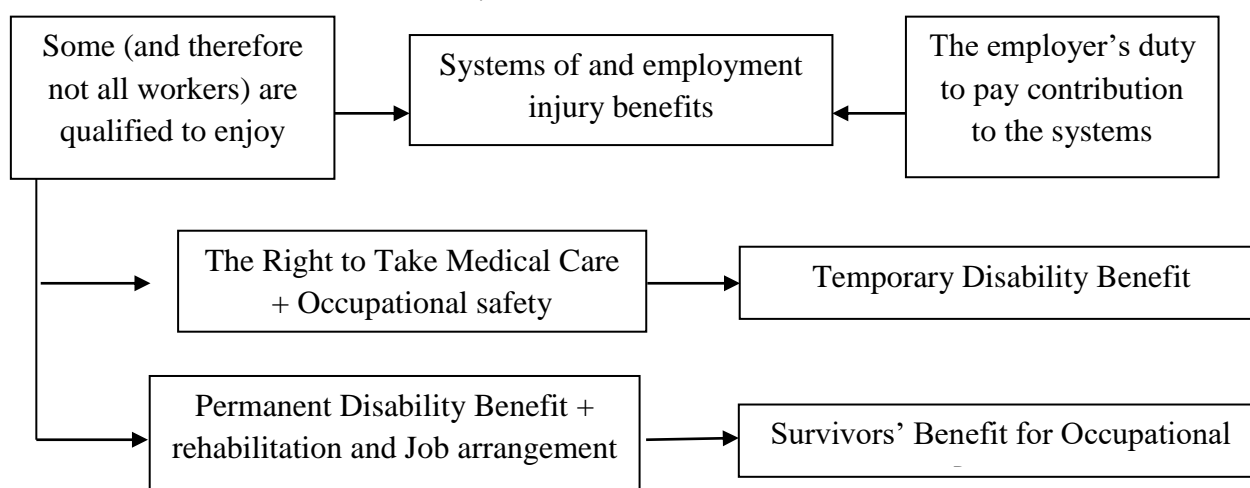 Some (and therefore
not all workers) are
qualified to enjoy
Systems of and employment
injury benefits
The employer’s duty
to pay contribution
to the systems
The Right to Take Medical Care
+ Occupational safety
Temporary Disability Benefit
Permanent Disability Benefit +
rehabilitation and Job arrangement
Survivors’ Benefit for Occupational